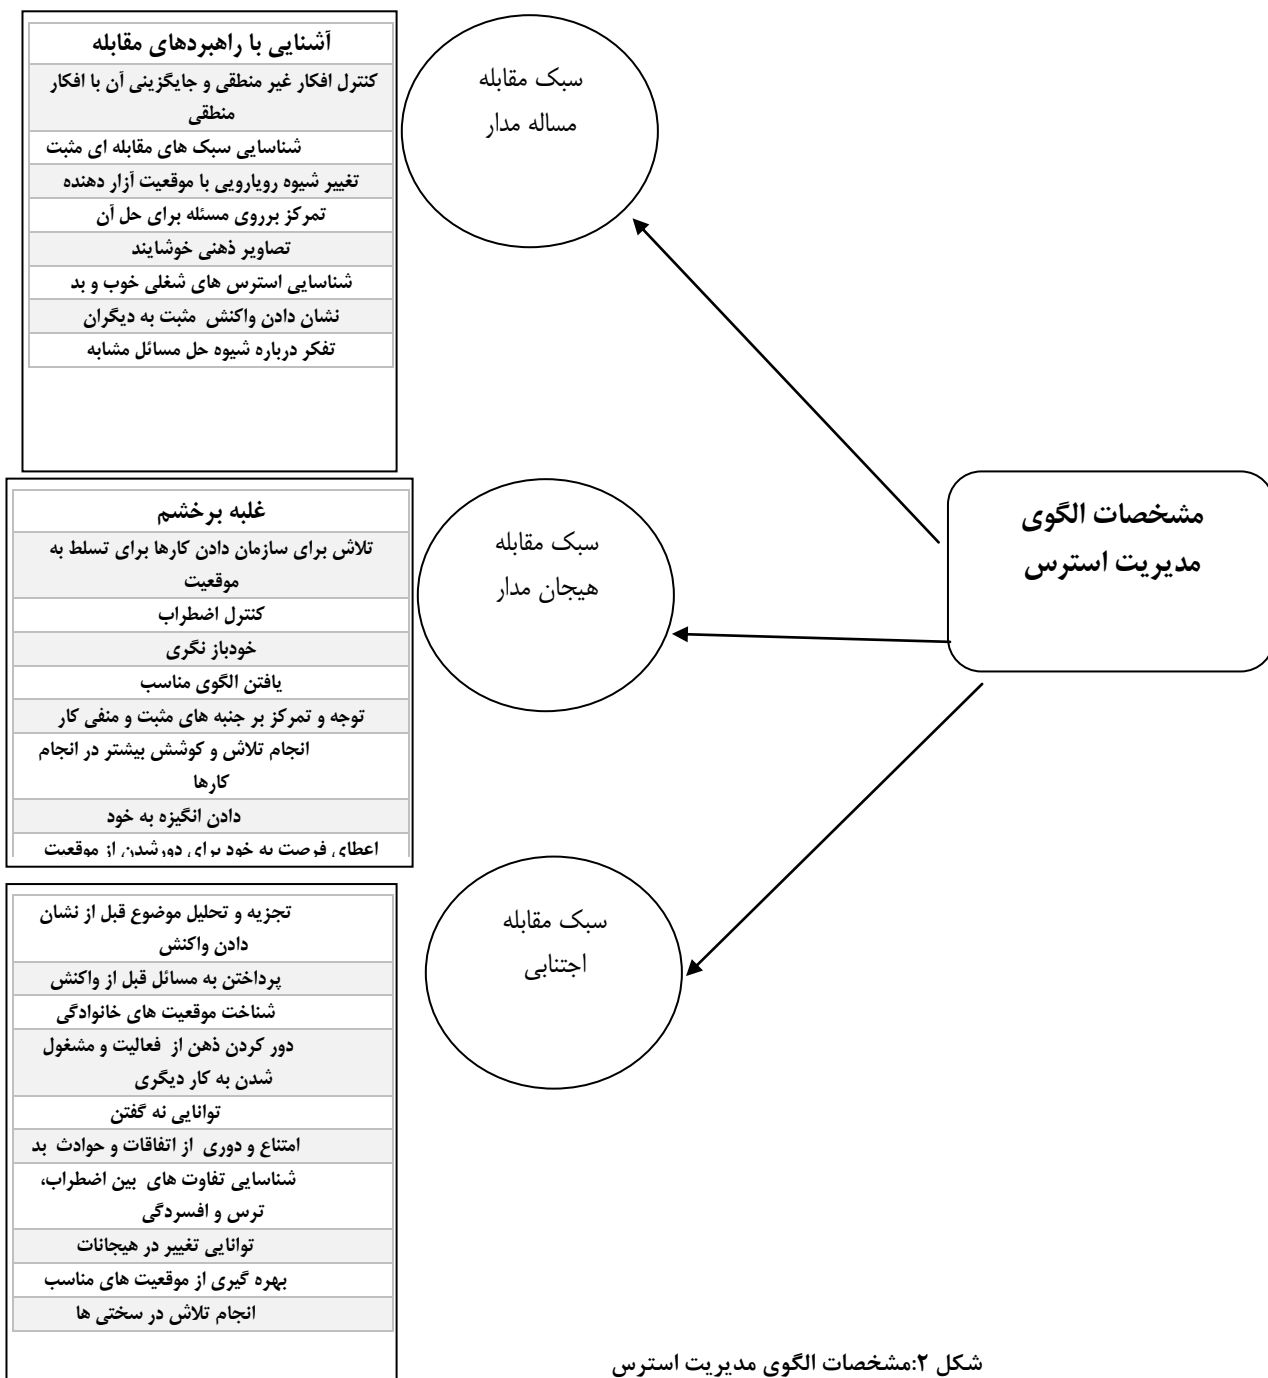 مشخصات الگوی
مدیریت استرس
سبک مقابله
مساله مدار
آشنایی با راهبردهای مقابله
کنترل افکار غیر منطقی و جایگزینی آن با افکار
منطقی
شناسایی سبک های مقابله ای مثبت
تغییر شیوه رویارویی با موقعیت آزار دهنده
تمرکز برروی مسئله برای حل آن
تصاویر ذهنی خوشایند
شناسایی استرس های شغلی خوب و بد
نشان دادن واکنش مثبت به دیگران
تفکر درباره شیوه حل مسائل مشابه
سبک مقابله
هیجان مدار
غلبه برخشم
تلاش برای سازمان دادن کارها برای تسلط به
موقعیت
کنترل اضطراب
خودباز نگری
یافتن الگوی مناسب
توجه و تمرکز بر جنبه های مثبت و منفی کار
انجام تلاش و کوشش بیشتر در انجام
کارها
دادن انگیزه به خود
اعطای فرصت به خود برای دورشدن از موقعیت
سبک مقابله
اجتنابی
تجزیه و تحلیل موضوع قبل از نشان
دادن واکنش
پرداختن به مسائل قبل از واکنش
شناخت موقعیت های خانوادگی
دور کردن ذهن از فعالیت و مشغول
شدن به کار دیگری
توانایی نه گفتن
امتناع و دوری از اتفاقات و حوادث بد
شناسایی تفاوت های بین اضطراب،
ترس و افسردگی
توانایی تغییر در هیجانات
بهره گیری از موقعیت های مناسب
انجام تلاش در سختی ها
شکل ۲:مشخصات الگوی مدیریت استرس